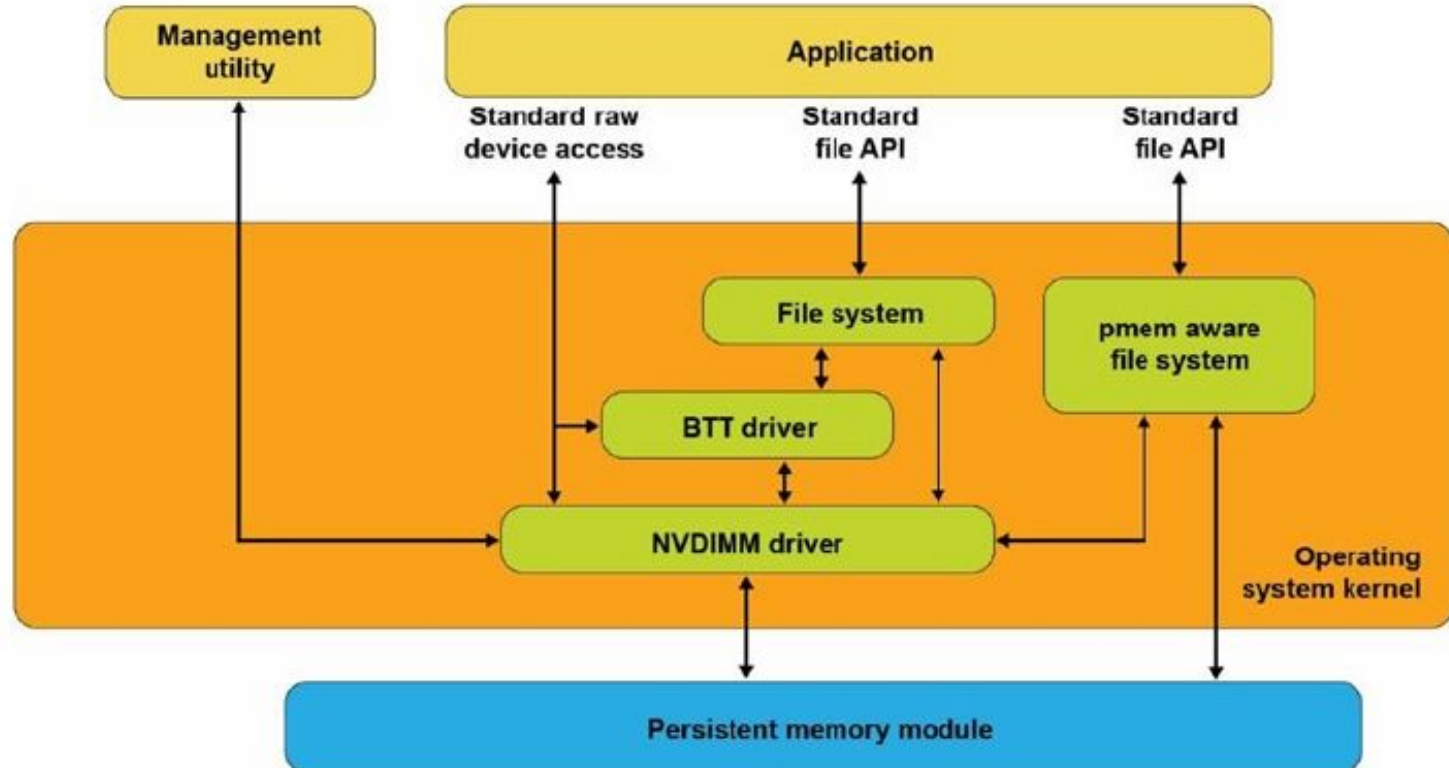 Management
utility
Application
Standard raw
device access
Standard
file API
Standard
file API
File system
pmem aware
file system
BTT driver
NVDIMM driver
Operating
system kernel
Persistent memory module